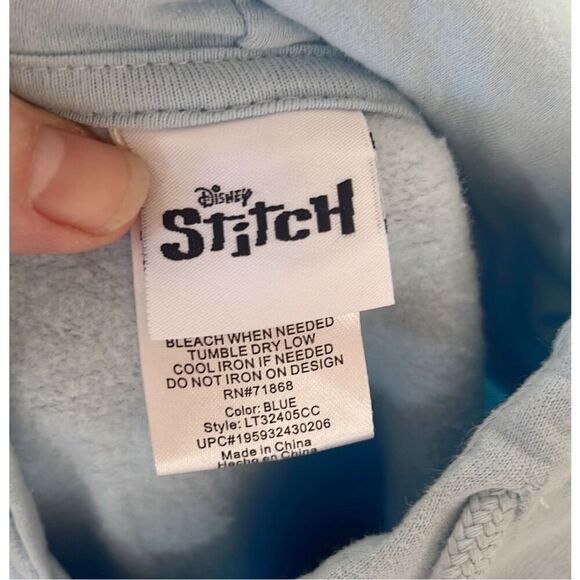 Disney
Stitch
BLEACH WHEN NEEDED
TUMBLE DRY LOW
COOL IRON IF NEEDED
DO NOT IRON ON DESIGN
RN#71868
Color: BLUE
Style: LT32405CC
UPC#195932430206
Made in China
Hecho en China